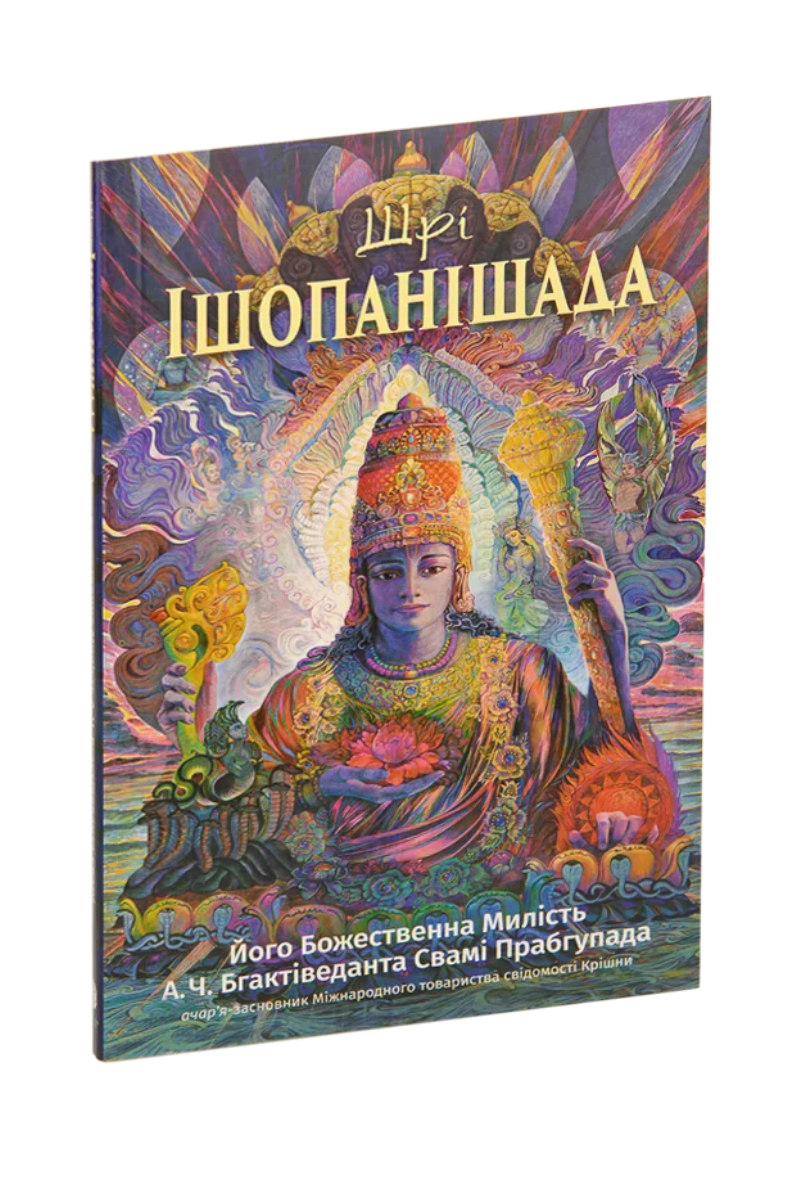 Шрі
ІШОПАНІШАДА
Його Божественна Милість
А. Ч. Бгактіведанта Свамі Прабгупада
ачар'я-засновник Міжнародного товариства свідомості Крішни